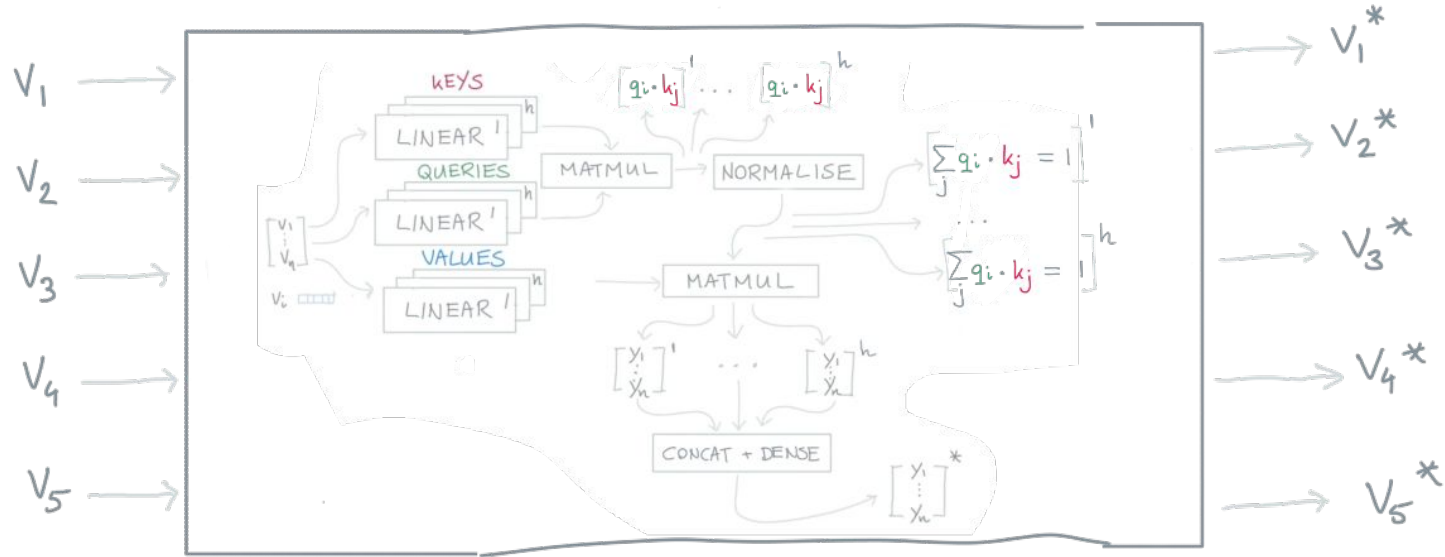 V1
V2
V3
V4
V5
KEYS
LINEAR 1
h
QUERIES
LINEAR 1
h
VALUES
LINEAR 1
h
[V1 ⋮ Vn]
Vi
MATMUL
NORMALISE
[qi·kj]1 ... [qi·kj]h
[∑j qi·kj = 1]1
...
[∑j qi·kj = 1]h
MATMUL
[y1 ⋮ yn]1 ... [y1 ⋮ yn]h
CONCAT + DENSE
[y1 ⋮ yn]*
V1*
V2*
V3*
V4*
V5*